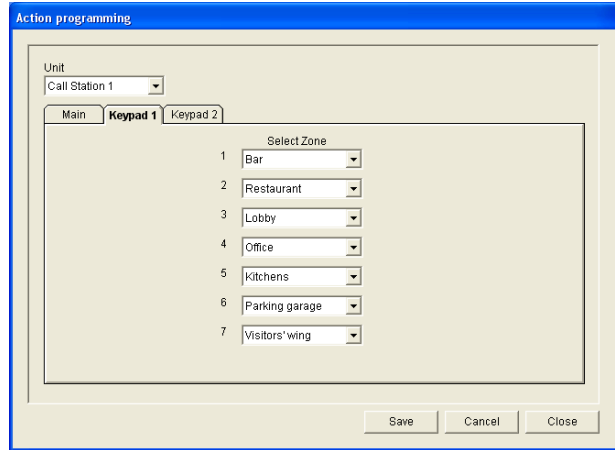 Action programming
Unit
Call Station 1
Main Keypad 1 Keypad 2
Select Zone
1 Bar
2 Restaurant
3 Lobby
4 Office
5 Kitchens
6 Parking garage
7 Visitors' wing
Save Cancel Close